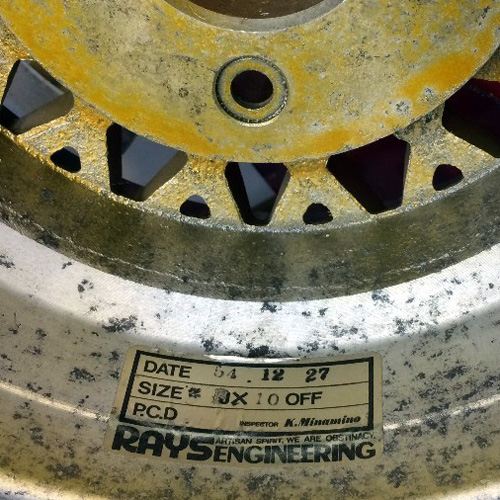 DATE 54 . 12 27
SIZE × 10 OFF
P.C.D INSPECTOR K.Minamino
RAYS ARTISAN SPIRIT, WE ARE OBSTINACY.
ENGINEERING